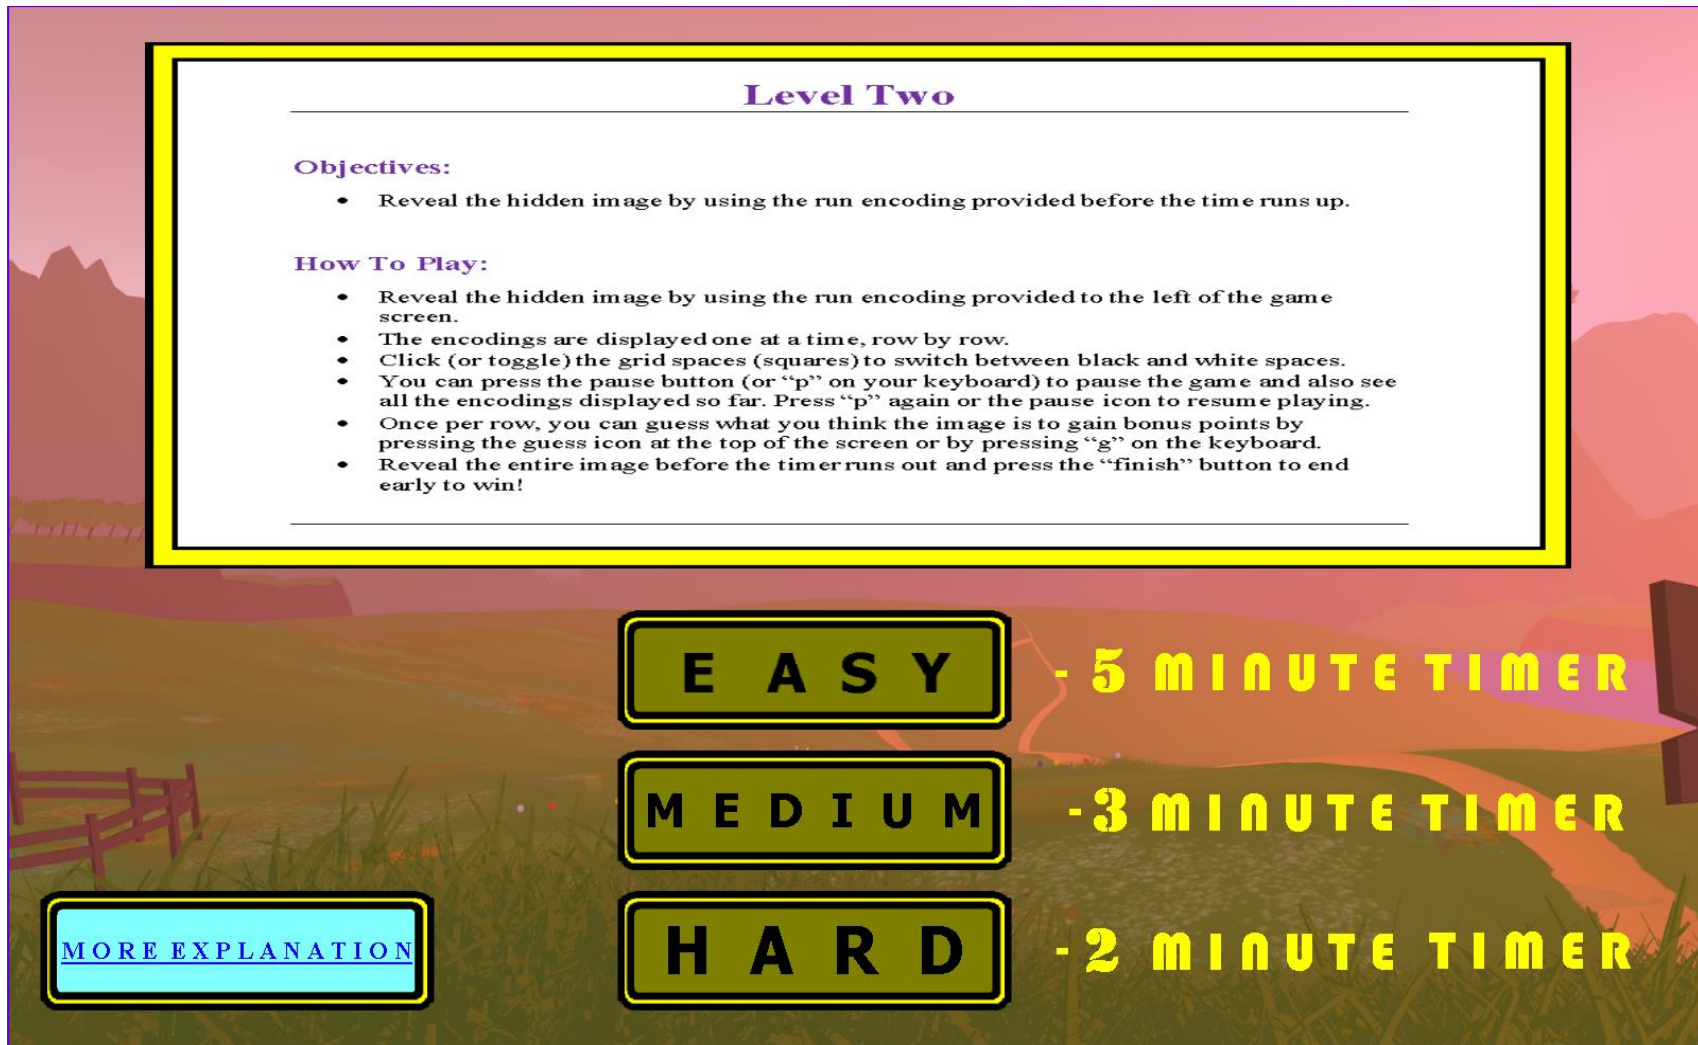 Level Two
Objectives:
• Reveal the hidden image by using the run encoding provided before the time runs up.
How To Play:
• Reveal the hidden image by using the run encoding provided to the left of the game
screen.
• The encodings are displayed one at a time, row by row.
• Click (or toggle) the grid spaces (squares) to switch between black and white spaces.
• You can press the pause button (or “p” on your keyboard) to pause the game and also see
all the encodings displayed so far. Press “p” again or the pause icon to resume playing.
• Once per row, you can guess what you think the image is to gain bonus points by
pressing the guess icon at the top of the screen or by pressing “g” on the keyboard.
• Reveal the entire image before the timer runs out and press the “finish” button to end
early to win!
EASY - 5 MINUTE TIMER
MEDIUM -3 MINUTE TIMER
MORE EXPLANATION
HARD -2 MINUTE TIMER